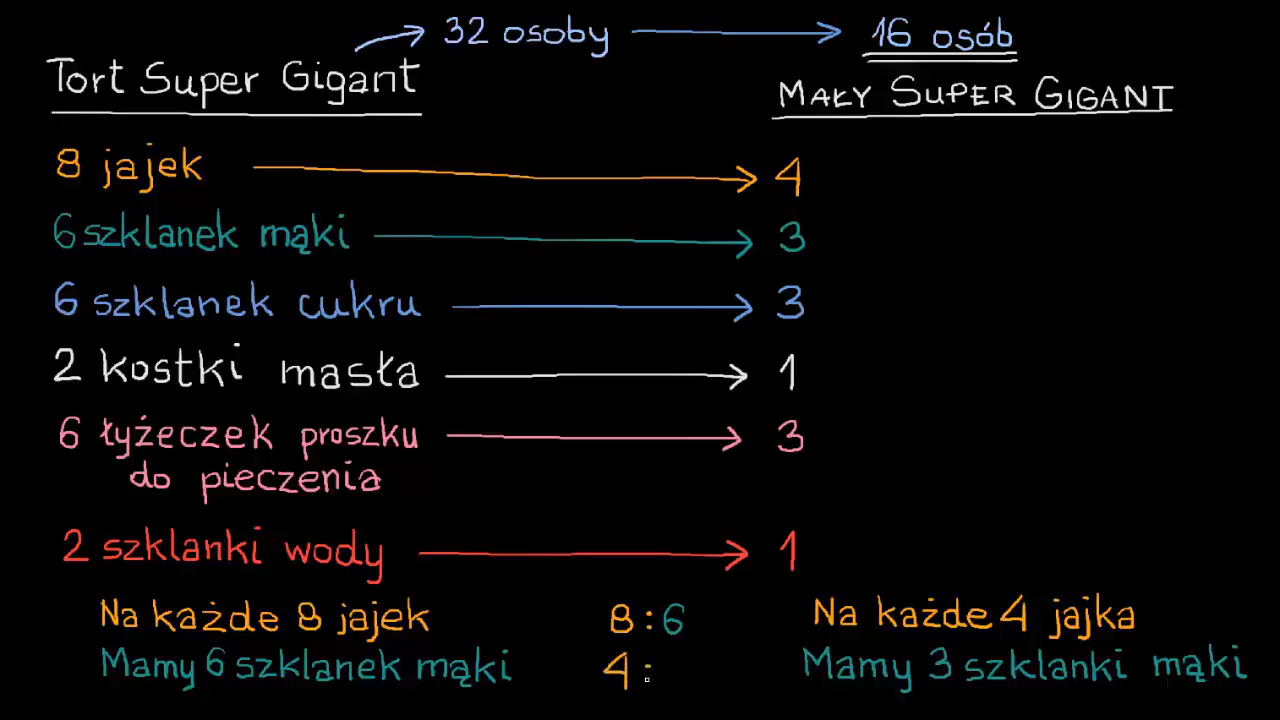 32 osoby 16 osób
Tort Super Gigant MAŁY SUPER GIGANT
8 jajek 4
6 szklanek mąki 3
6 szklanek cukru 3
2 kostki masła 1
6 łyżeczek proszku 3
do pieczenia
2 szklanki wody 1
Na każde 8 jajek 8:6 Na każde 4 jajka
Mamy 6 szklanek mąki 4: Mamy 3 szklanki mąki